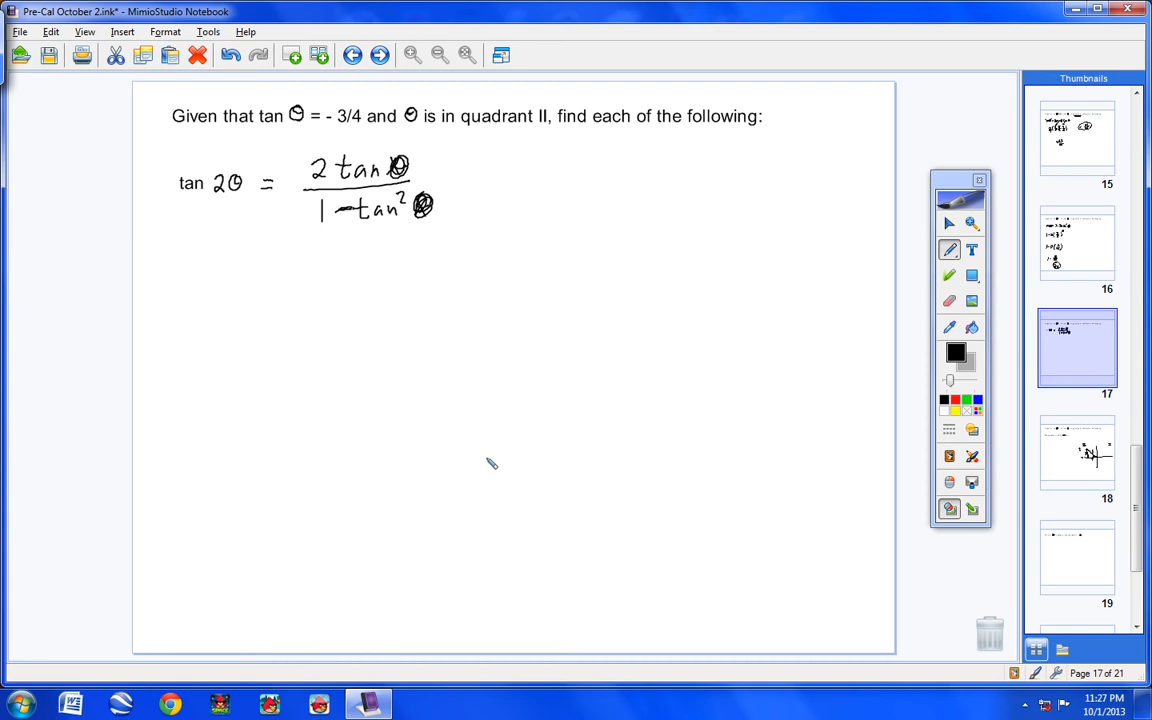 Pre-Cal October 2.ink* - MimioStudio Notebook
File Edit View Insert Format Tools Help
Thumbnails
Given that tan θ = - 3/4 and θ is in quadrant II, find each of the following:
tan 2θ = 2 tan θ
1 - tan² θ
15
16
17
18
19
Page 17 of 21
11:27 PM
10/1/2013